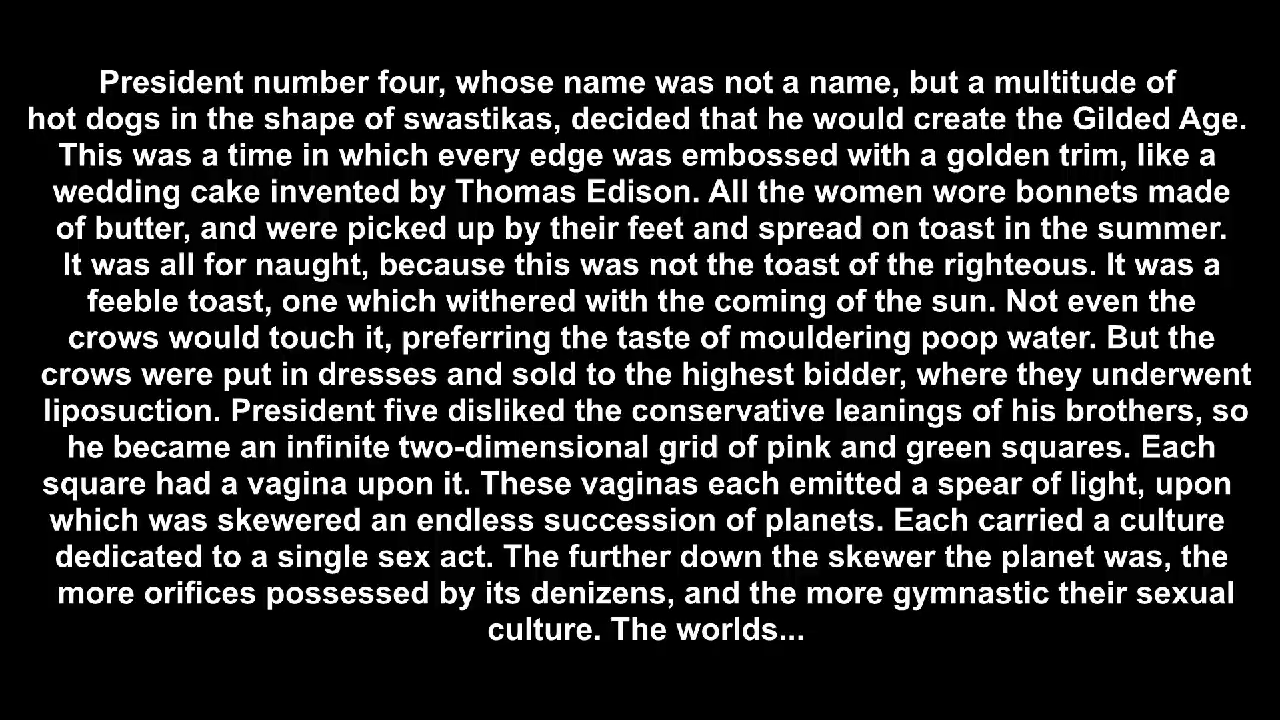 President number four, whose name was not a name, but a multitude of
hot dogs in the shape of swastikas, decided that he would create the Gilded Age.
This was a time in which every edge was embossed with a golden trim, like a
wedding cake invented by Thomas Edison. All the women wore bonnets made
of butter, and were picked up by their feet and spread on toast in the summer.
It was all for naught, because this was not the toast of the righteous. It was a
feeble toast, one which withered with the coming of the sun. Not even the
crows would touch it, preferring the taste of mouldering poop water. But the
crows were put in dresses and sold to the highest bidder, where they underwent
liposuction. President five disliked the conservative leanings of his brothers, so
he became an infinite two-dimensional grid of pink and green squares. Each
square had a vagina upon it. These vaginas each emitted a spear of light, upon
which was skewered an endless succession of planets. Each carried a culture
dedicated to a single sex act. The further down the skewer the planet was, the
more orifices possessed by its denizens, and the more gymnastic their sexual
culture. The worlds...